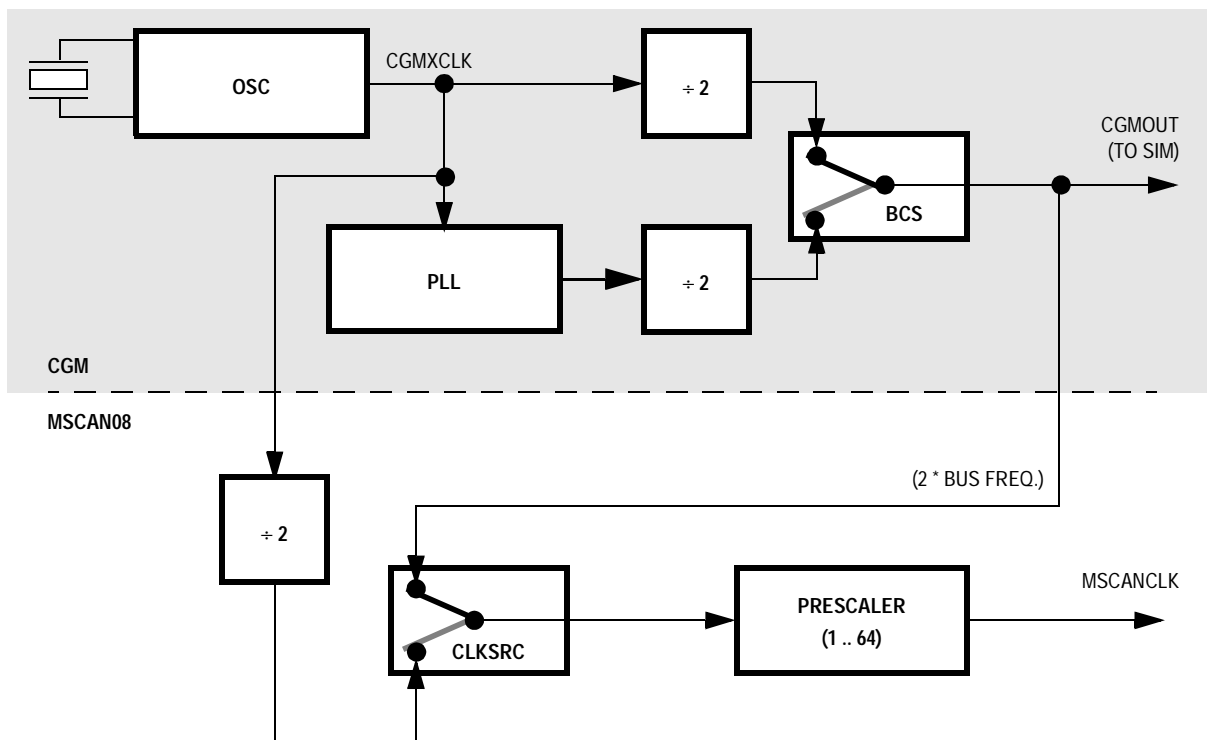 CGMXCLK
OSC
÷ 2
CGMOUT
(TO SIM)
BCS
PLL
÷ 2
CGM
MSCAN08
(2 * BUS FREQ.)
÷ 2
MSCANCLK
PRESCALER
(1 .. 64)
CLKSRC